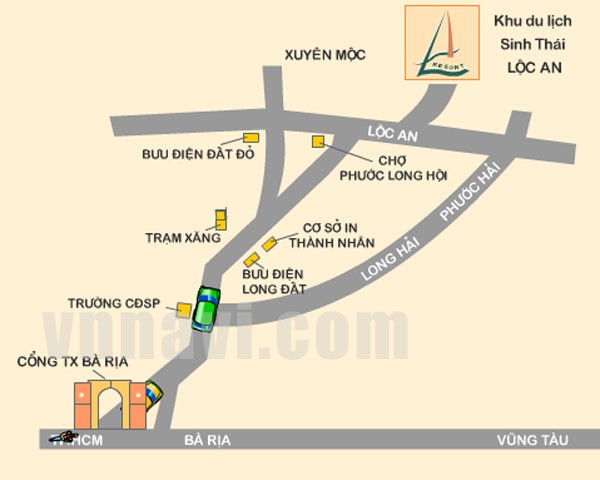 XUYÊN MỘC
RESORT
Khu du lịch
Sinh Thái
LỘC AN
LỘC AN
BƯU ĐIỆN ĐẤT ĐỎ
CHỢ
PHƯỚC LONG HỘI
PHƯỚC HẢI
TRẠM XĂNG
CƠ SỞ IN
THÀNH NHÂN
LONG HẢI
BƯU ĐIỆN
LONG ĐẤT
TRƯỜNG CĐSP
vnnavi.com
CỔNG TX BÀ RỊA
HCM
BÀ RỊA
VŨNG TÀU